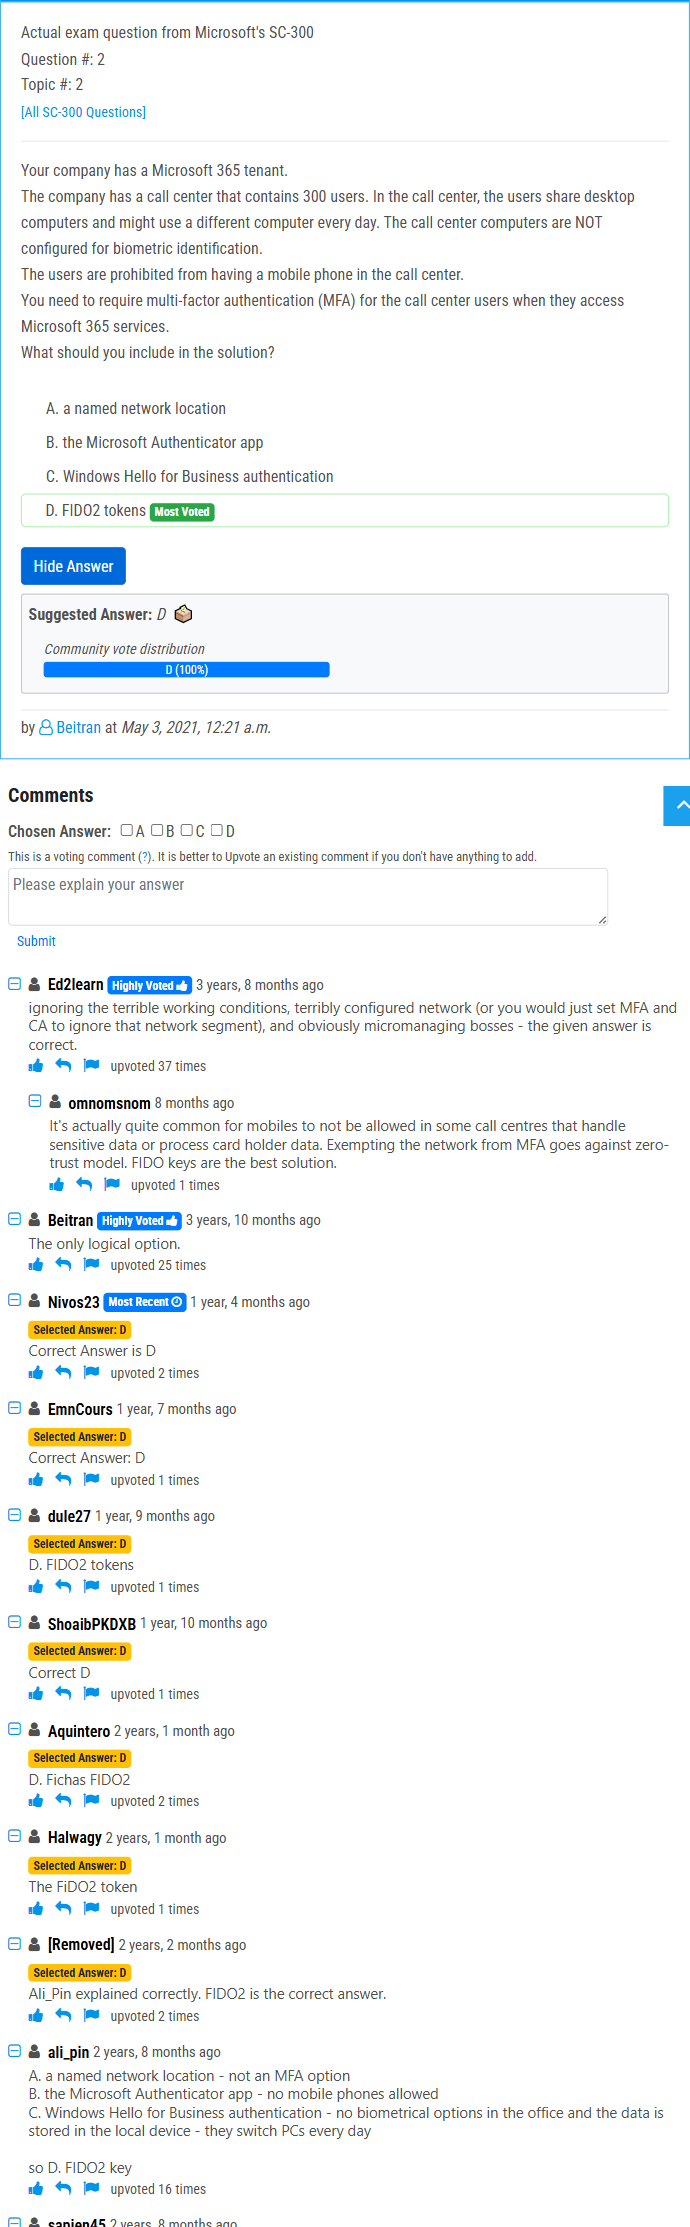 Actual exam question from Microsoft's SC-300
Question #: 2
Topic #: 2
[All SC-300 Questions]
Your company has a Microsoft 365 tenant.
The company has a call center that contains 300 users. In the call center, the users share desktop
computers and might use a different computer every day. The call center computers are NOT
configured for biometric identification.
The users are prohibited from having a mobile phone in the call center.
You need to require multi-factor authentication (MFA) for the call center users when they access
Microsoft 365 services.
What should you include in the solution?
A. a named network location
B. the Microsoft Authenticator app
C. Windows Hello for Business authentication
D. FIDO2 tokens Most Voted
Hide Answer
Suggested Answer: D
Community vote distribution
D (100%)
by Beitran at May 3, 2021, 12:21 a.m.
Comments
Chosen Answer: A B C D
This is a voting comment (?). It is better to Upvote an existing comment if you don't have anything to add.
Please explain your answer
Submit
Ed2learn Highly Voted 3 years, 8 months ago
ignoring the terrible working conditions, terribly configured network (or you would just set MFA and
CA to ignore that network segment), and obviously micromanaging bosses - the given answer is
correct.
upvoted 37 times
omnomsnom 8 months ago
It's actually quite common for mobiles to not be allowed in some call centres that handle
sensitive data or process card holder data. Exempting the network from MFA goes against zero-
trust model. FIDO keys are the best solution.
upvoted 1 times
Beitran Highly Voted 3 years, 10 months ago
The only logical option.
upvoted 25 times
Nivos23 Most Recent 1 year, 4 months ago
Selected Answer: D
Correct Answer is D
upvoted 2 times
EmnCours 1 year, 7 months ago
Selected Answer: D
Correct Answer: D
upvoted 1 times
dule27 1 year, 9 months ago
Selected Answer: D
D. FIDO2 tokens
upvoted 1 times
ShoaibPKDXB 1 year, 10 months ago
Selected Answer: D
Correct D
upvoted 1 times
Aquintero 2 years, 1 month ago
Selected Answer: D
D. Fichas FIDO2
upvoted 2 times
Halwagy 2 years, 1 month ago
Selected Answer: D
The FiDO2 token
upvoted 1 times
[Removed] 2 years, 2 months ago
Selected Answer: D
Ali_Pin explained correctly. FIDO2 is the correct answer.
upvoted 2 times
ali_pin 2 years, 8 months ago
A. a named network location - not an MFA option
B. the Microsoft Authenticator app - no mobile phones allowed
C. Windows Hello for Business authentication - no biometrical options in the office and the data is
stored in the local device - they switch PCs every day
so D. FIDO2 key
upvoted 16 times
sapien45 2 years, 8 months ago